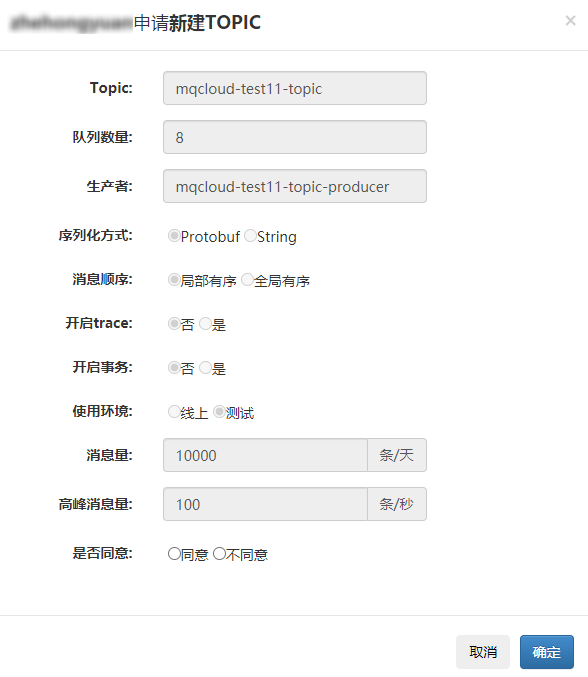 申请新建TOPIC ×
Topic: mqcloud-test11-topic
队列数量: 8
生产者: mqcloud-test11-topic-producer
序列化方式: Protobuf String
消息顺序: 局部有序 全局有序
开启trace: 否 是
开启事务: 否 是
使用环境: 线上 测试
消息量: 10000 条/天
高峰消息量: 100 条/秒
是否同意: 同意 不同意
取消 确定